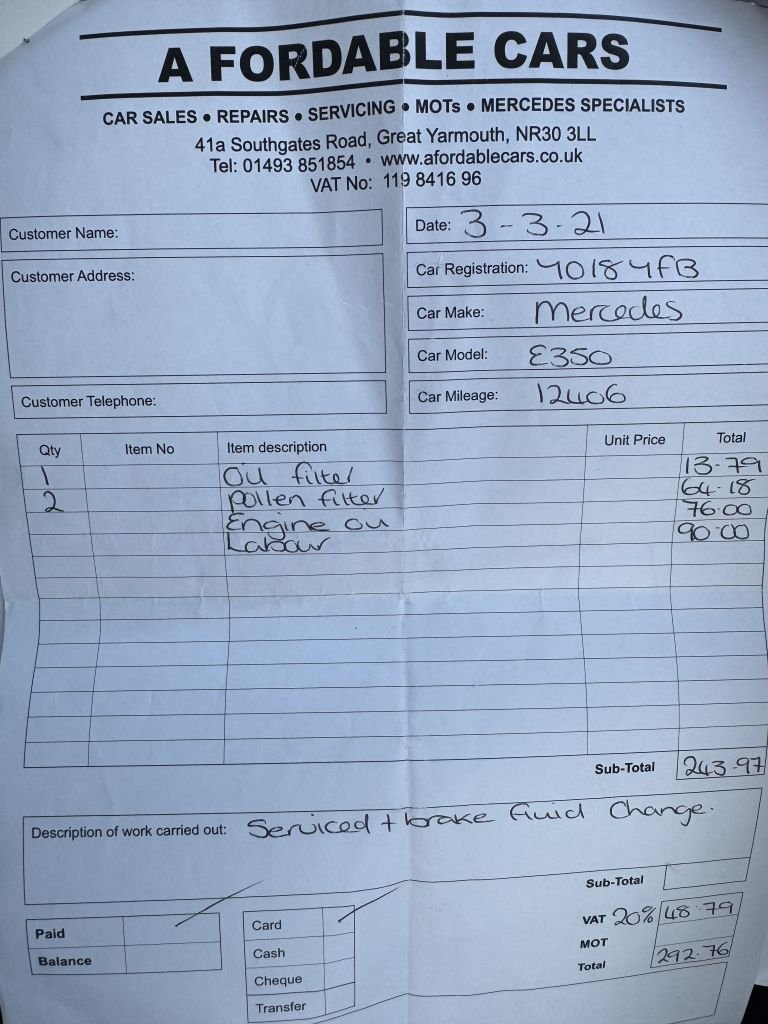 A FORDABLE CARS
CAR SALES • REPAIRS • SERVICING • MOTs • MERCEDES SPECIALISTS
41a Southgates Road, Great Yarmouth, NR30 3LL
Tel: 01493 851854 • www.afordablecars.co.uk
VAT No: 119 8416 96
Customer Name:
Customer Address:
Customer Telephone:
Date: 3-3-21
Car Registration: YO18YFB
Car Make: Mercedes
Car Model: E350
Car Mileage: 12406
Qty Item No Item description Unit Price Total
1 Oil filter 13-79
2 pollen filter 64-18
Engine oil 76.00
Labour 90.00
Sub-Total 243.97
Description of work carried out: Serviced + brake fluid Change.
Sub-Total
VAT 20% 48.79
MOT
Total 292.76
Paid
Balance
Card
Cash
Cheque
Transfer